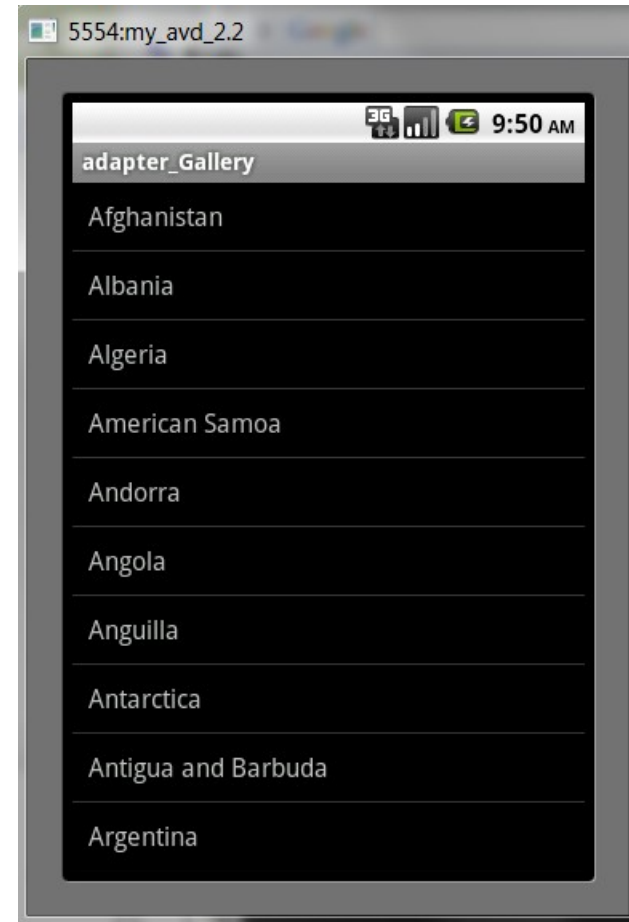 5554:my_avd_2.2
3G 9:50 AM
adapter_Gallery
Afghanistan
Albania
Algeria
American Samoa
Andorra
Angola
Anguilla
Antarctica
Antigua and Barbuda
Argentina